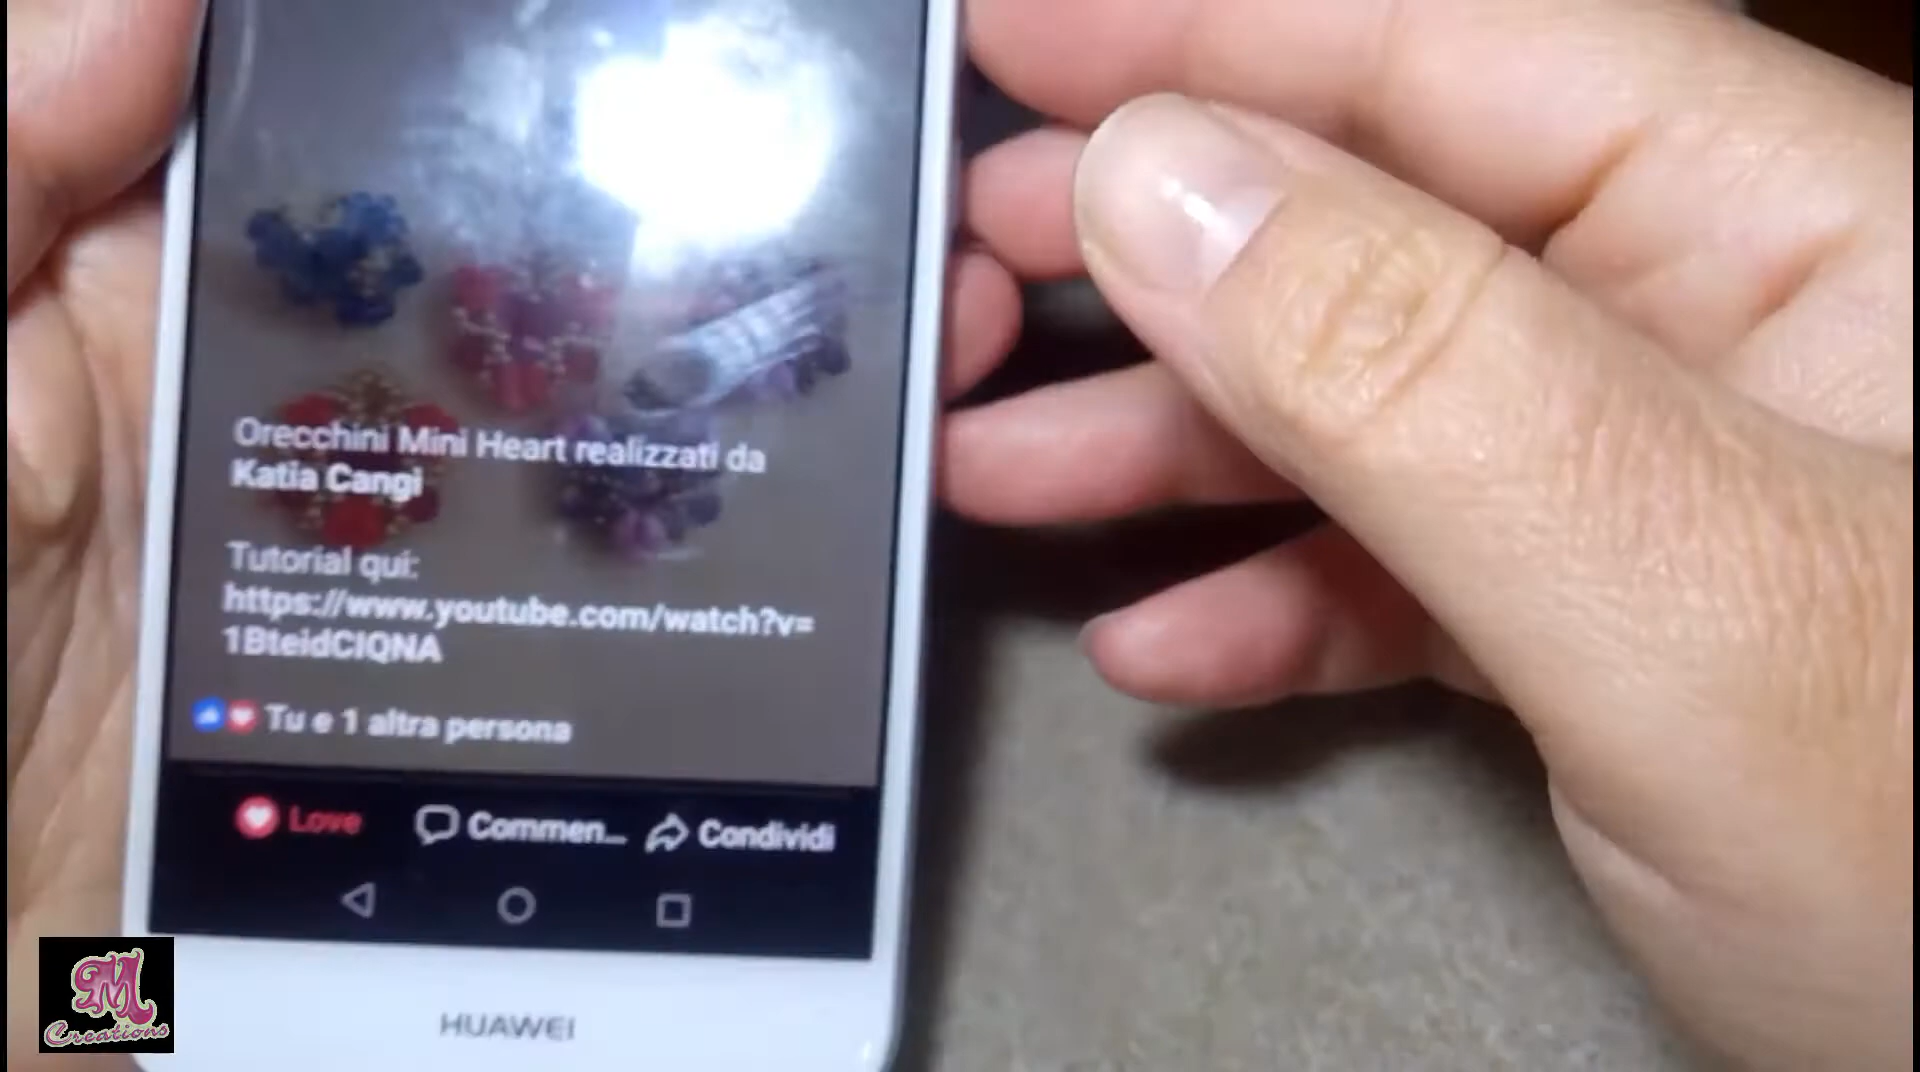 Orecchini Mini Heart realizzati da
Katia Cangi
Tutorial qui:
https://www.youtube.com/watch?v=
1BteidCIQNA
Tu e 1 altra persona
Love Commen... Condividi
HUAWEI
M
Creations